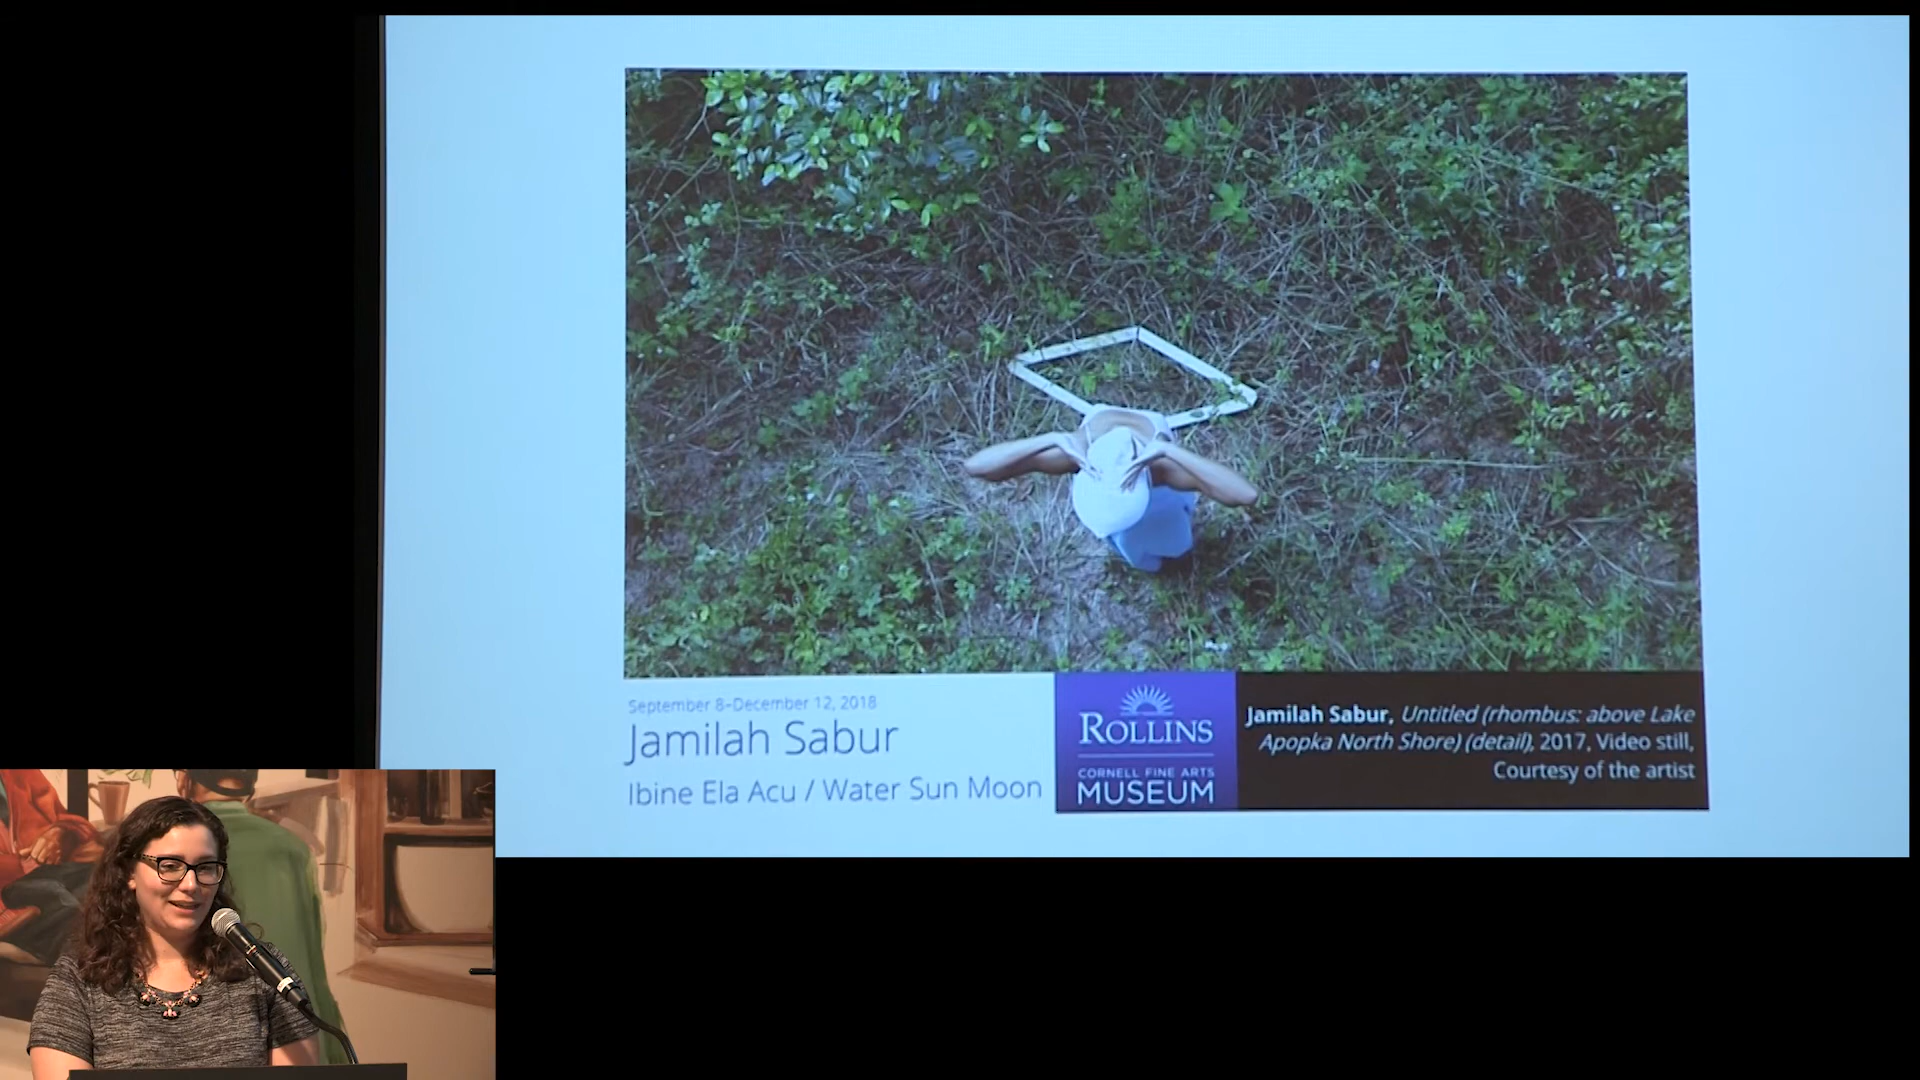 September 8–December 12, 2018
Jamilah Sabur
Ibine Ela Acu / Water Sun Moon
ROLLINS
CORNELL FINE ARTS
MUSEUM
Jamilah Sabur, Untitled (rhombus: above Lake
Apopka North Shore) (detail), 2017, Video still,
Courtesy of the artist